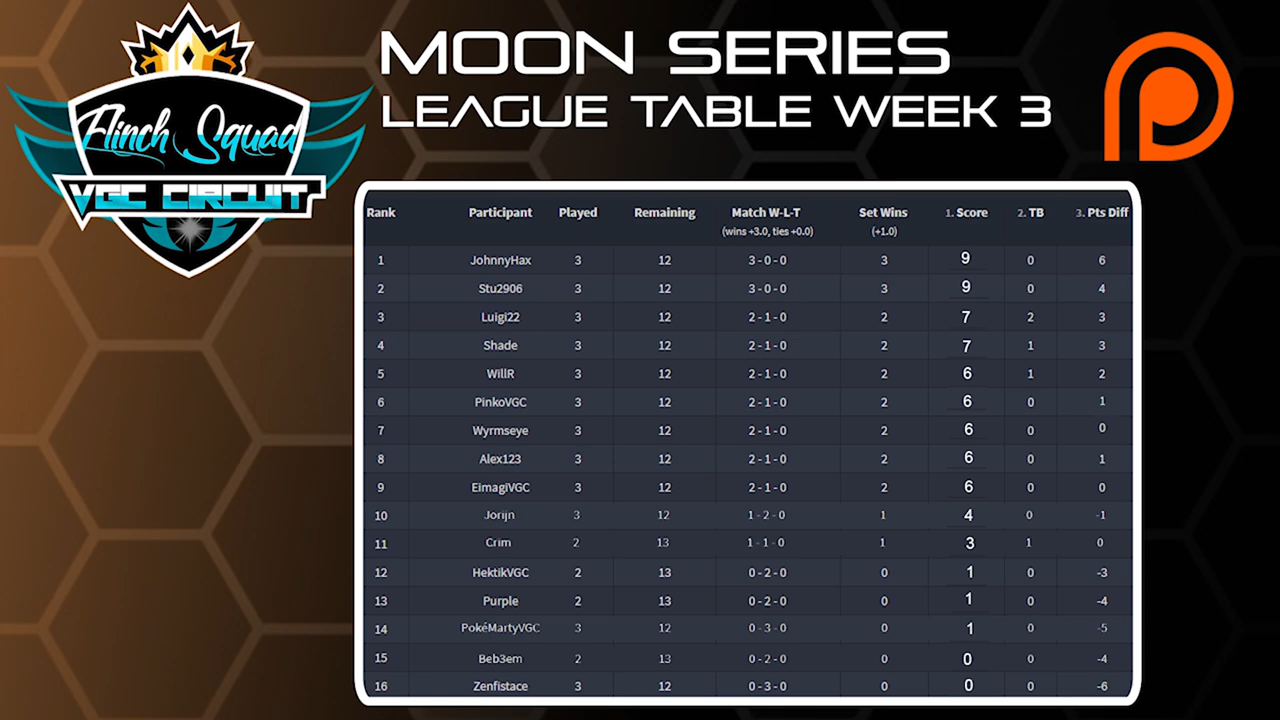 Flinch Squad
VGC CIRCUIT
MOON SERIES
LEAGUE TABLE WEEK 3
Rank Participant Played Remaining Match W-L-T Set Wins 1. Score 2. TB 3. Pts Diff
(wins +3.0, ties +0.0) (+1.0)
1 JohnnyHax 3 12 3 - 0 - 0 3 9 0 6
2 Stu2906 3 12 3 - 0 - 0 3 9 0 4
3 Luigi22 3 12 2 - 1 - 0 2 7 2 3
4 Shade 3 12 2 - 1 - 0 2 7 1 3
5 WillR 3 12 2 - 1 - 0 2 6 1 2
6 PinkoVGC 3 12 2 - 1 - 0 2 6 0 1
7 Wyrmseye 3 12 2 - 1 - 0 2 6 0 0
8 Alex123 3 12 2 - 1 - 0 2 6 0 1
9 EimagiVGC 3 12 2 - 1 - 0 2 6 0 0
10 Jorijn 3 12 1 - 2 - 0 1 4 0 -1
11 Crim 2 13 1 - 1 - 0 1 3 1 0
12 HektikVGC 2 13 0 - 2 - 0 0 1 0 -3
13 Purple 2 13 0 - 2 - 0 0 1 0 -4
14 PokéMartyVGC 3 12 0 - 3 - 0 0 1 0 -5
15 Beb3em 2 13 0 - 2 - 0 0 0 0 -4
16 Zenfistace 3 12 0 - 3 - 0 0 0 0 -6